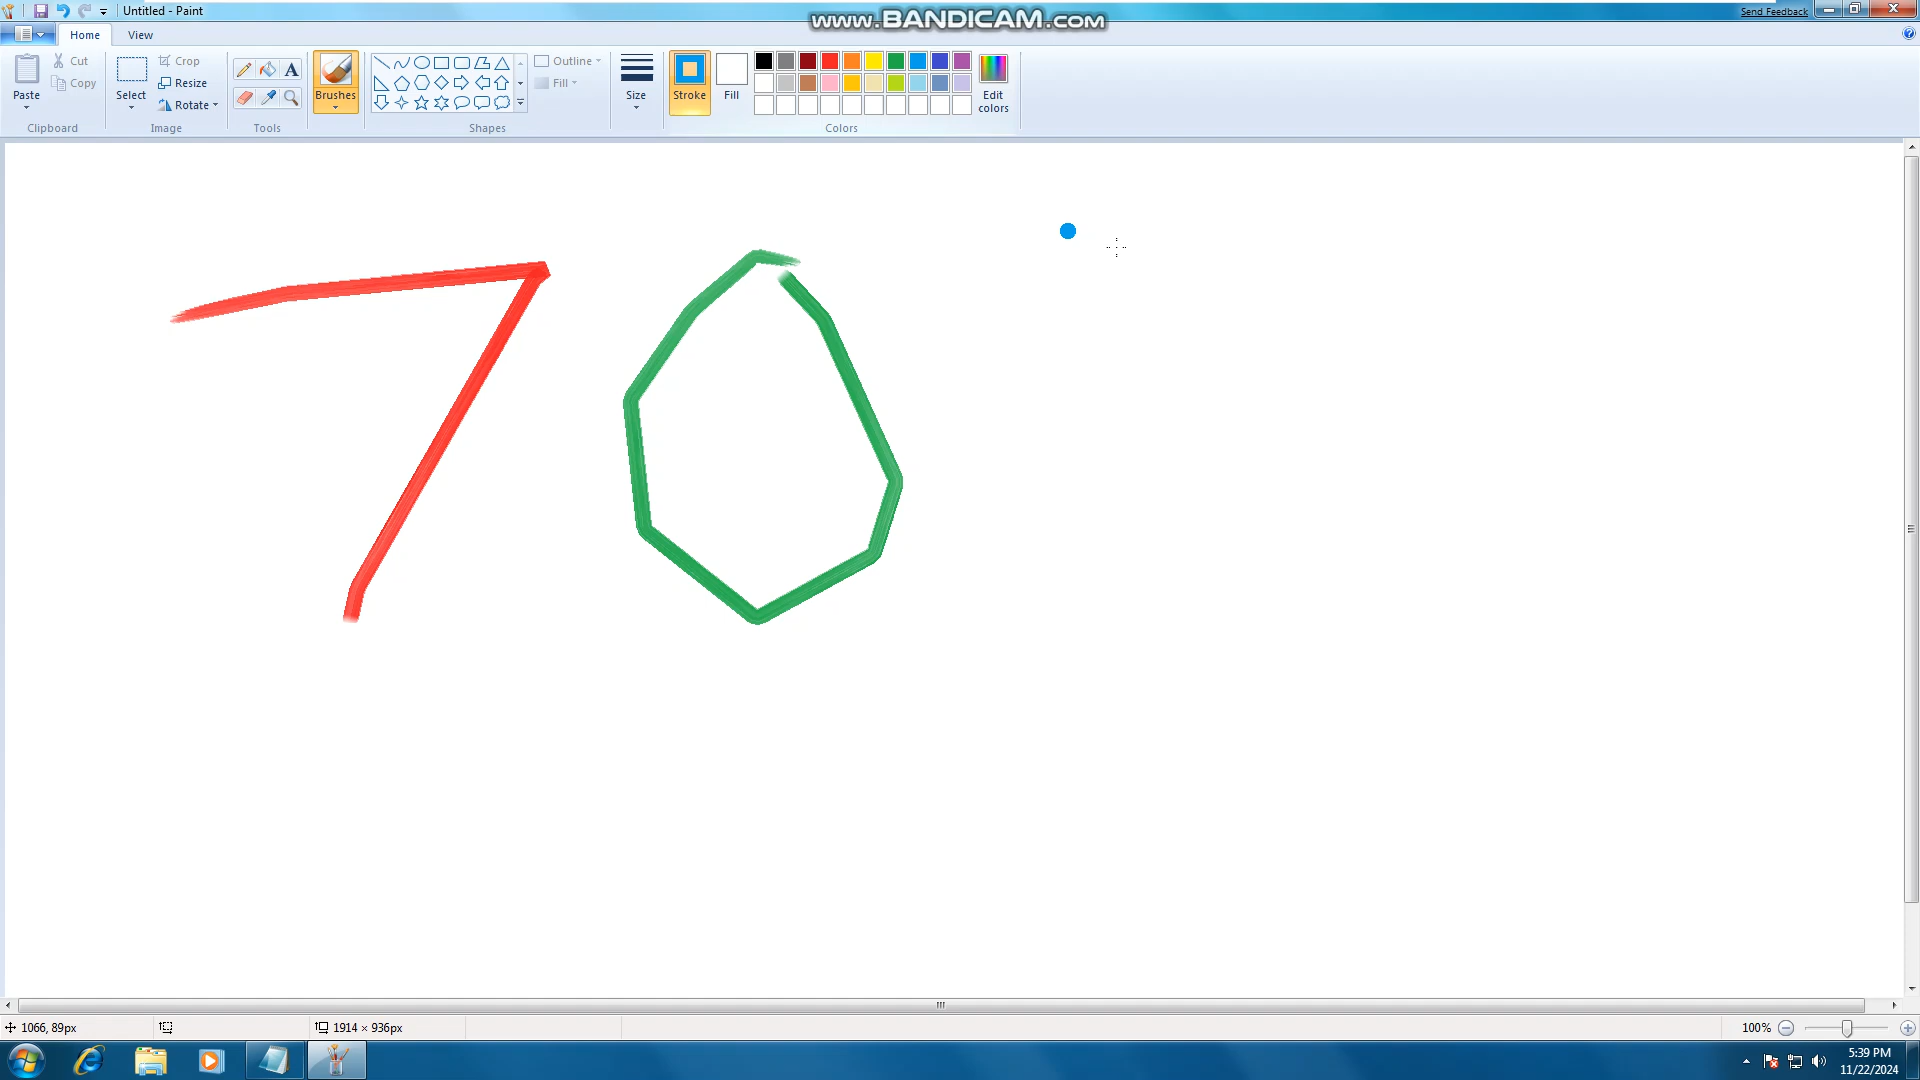 Untitled - Paint
www.BANDICAM.com
Send Feedback
Home
View
Paste
Cut
Copy
Clipboard
Select
Crop
Resize
Rotate
Image
A
Tools
Brushes
Shapes
Outline
Fill
Size
Stroke
Fill
Edit colors
Colors
70
1066, 89px
1914 × 936px
100%
5:39 PM
11/22/2024